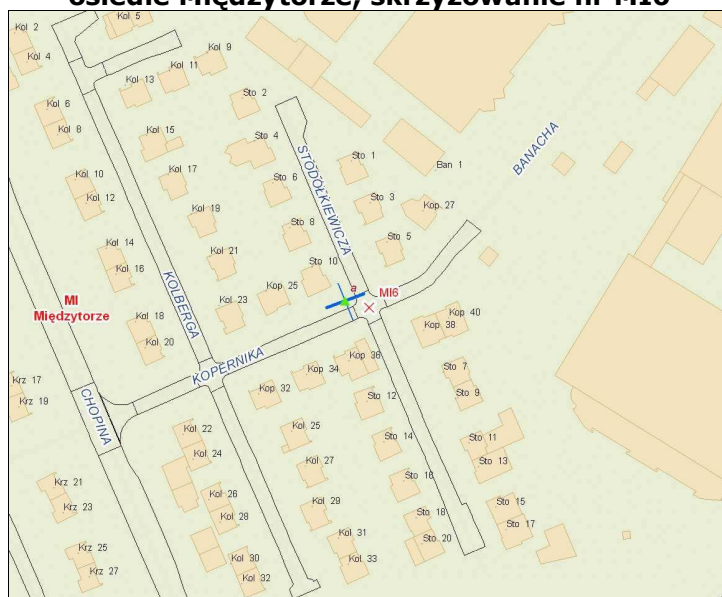 osiedle Międzytorze, skrzyżowanie nr MI6
Kol 2
Kol 5
Kol 4
Kol 9
Kol 11
Kol 13
Kol 6
Kol 8
Sto 2
Kol 15
Sto 4
STODÓŁKIEWICZA
Sto 1
Ban 1
BANACHA
Kol 10
Kol 12
Kol 17
Sto 6
Sto 3
Kop 27
Kol 19
Sto 8
Sto 5
Kol 14
Kol 16
Kol 21
Sto 10
KOLBERGA
MI
Międzytorze
Kop 25
a
MI6
Kol 23
Kol 18
Kol 20
Kop 40
Kop 38
KOPERNIKA
Kop 36
Kop 34
Kop 32
Sto 7
Sto 9
Krz 17
Krz 19
CHOPINA
Sto 12
Kol 22
Kol 24
Kol 25
Sto 14
Sto 11
Sto 13
Kol 27
Krz 21
Krz 23
Kol 26
Kol 28
Sto 16
Kol 29
Sto 15
Sto 17
Sto 18
Sto 20
Kol 31
Kol 33
Krz 25
Krz 27
Kol 30
Kol 32